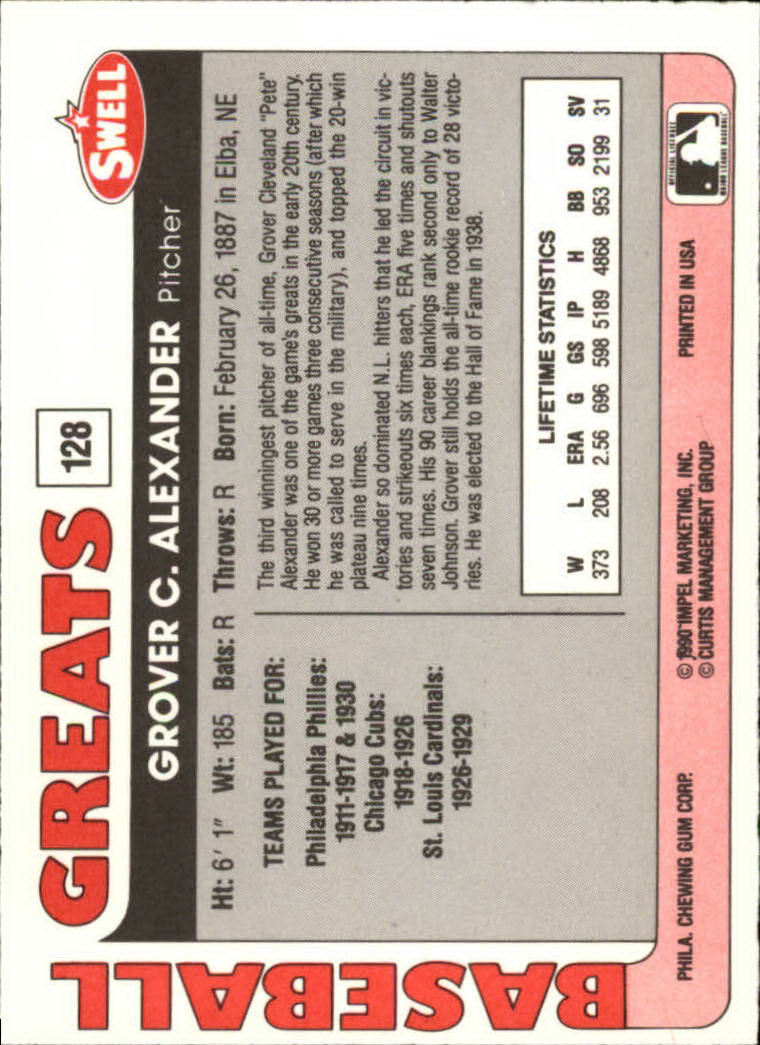 BASEBALL
GREATS
128
SWELL
GROVER C. ALEXANDER Pitcher
Ht: 6' 1" Wt: 185 Bats: R Throws: R Born: February 26, 1887 in Elba, NE
TEAMS PLAYED FOR:
Philadelphia Phillies:
1911-1917 & 1930
Chicago Cubs:
1918-1926
St. Louis Cardinals:
1926-1929
The third winningest pitcher of all-time, Grover Cleveland "Pete"
Alexander was one of the game's greats in the early 20th century.
He won 30 or more games three consecutive seasons (after which
he was called to serve in the military), and topped the 20-win
plateau nine times.
Alexander so dominated N.L. hitters that he led the circuit in vic-
tories and strikeouts six times each, ERA five times and shutouts
seven times. His 90 career blankings rank second only to Walter
Johnson. Grover still holds the all-time rookie record of 28 victo-
ries. He was elected to the Hall of Fame in 1938.
LIFETIME STATISTICS
W L ERA G GS IP H BB SO SV
373 208 2.56 696 598 5189 4868 953 2199 31
PHILA. CHEWING GUM CORP.
© 1990 IMPEL MARKETING, INC.
© CURTIS MANAGEMENT GROUP
PRINTED IN USA
OFFICIAL LICENSEE
MAJOR LEAGUE BASEBALL